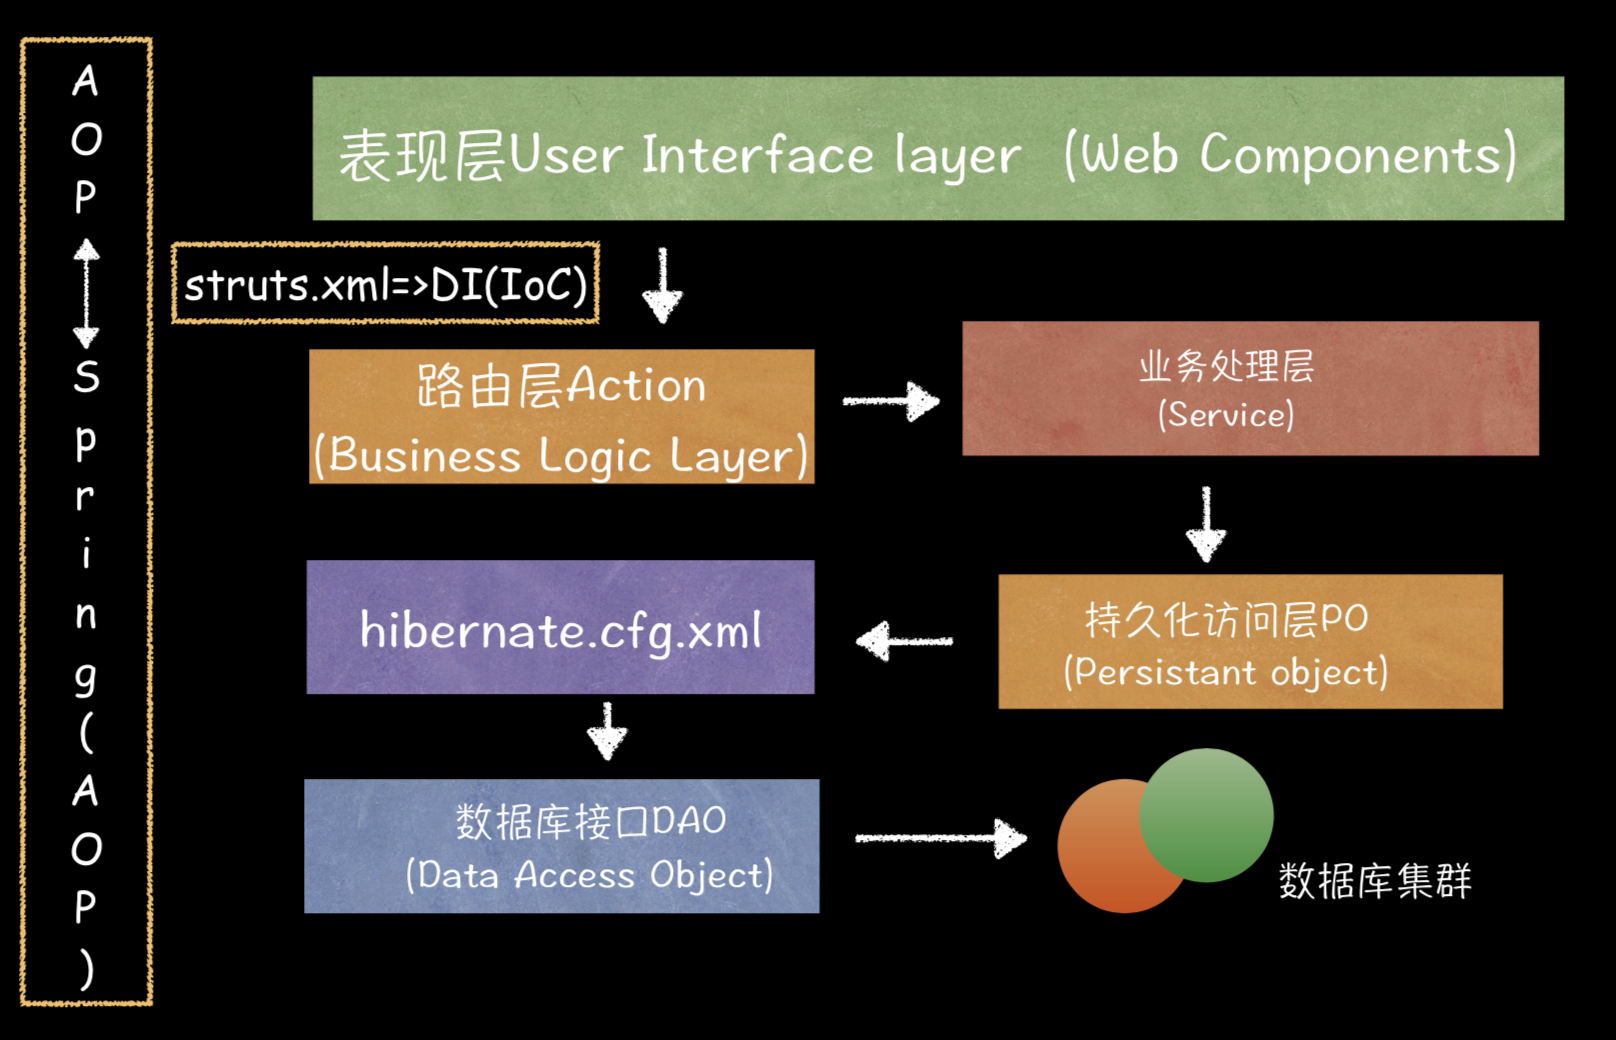 AOP
Spring(AOP)
表现层User Interface layer （Web Components)
struts.xml=>DI(IoC)
路由层Action
(Business Logic Layer)
业务处理层
(Service)
hibernate.cfg.xml
持久化访问层PO
(Persistant object)
数据库接口DAO
(Data Access Object)
数据库集群